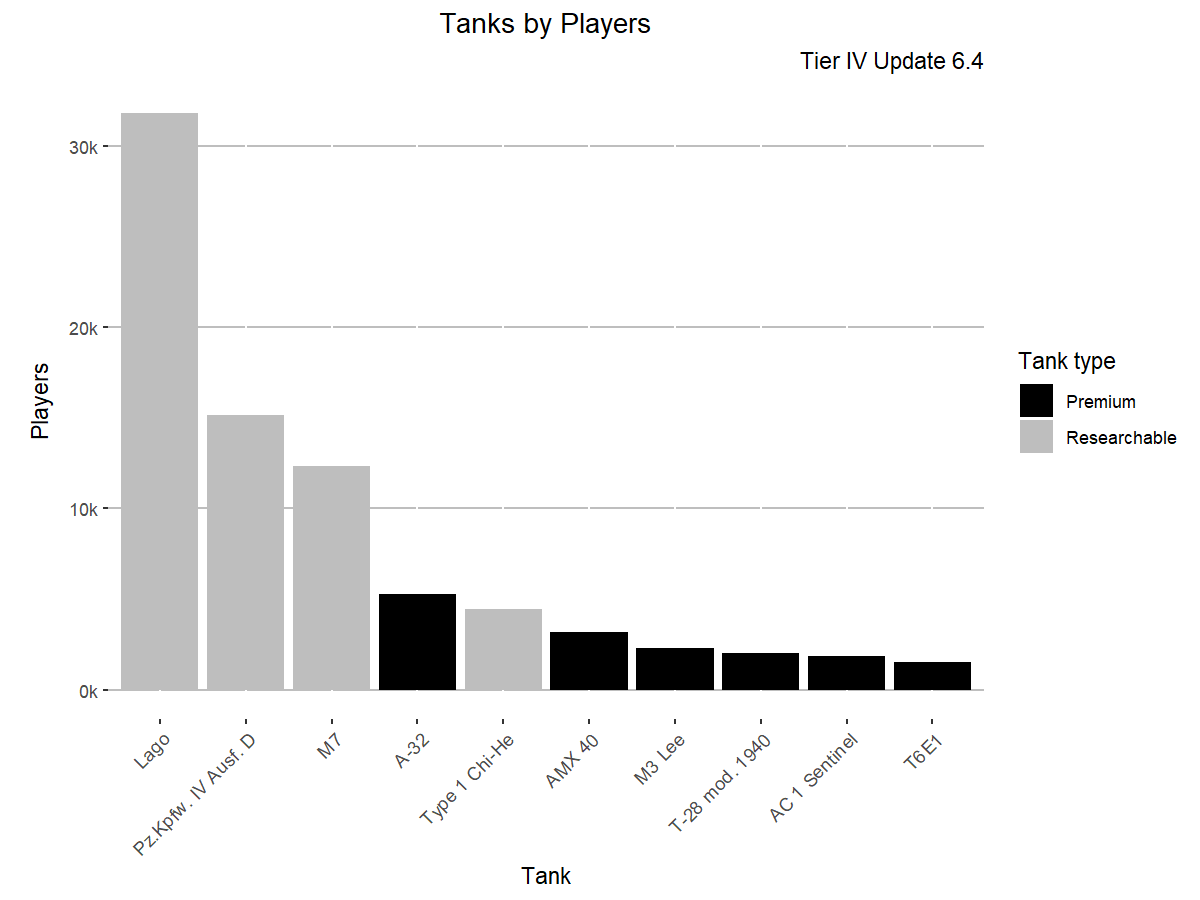 Tanks by Players
Tier IV Update 6.4
Players
30k
20k
10k
0k
Lago
Pz.Kpfw. IV Ausf. D
M7
A-32
Type 1 Chi-He
AMX 40
M3 Lee
T-28 mod. 1940
AC 1 Sentinel
T6E1
Tank
Tank type
Premium
Researchable